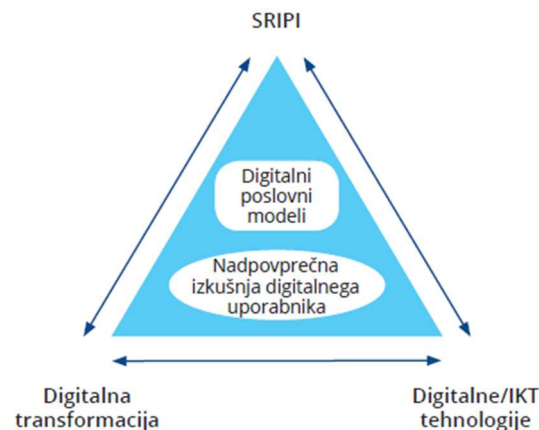 SRIPI
Digitalni
poslovni
modeli
Nadpovprečna
izkušnja digitalnega
uporabnika
Digitalna
transformacija
Digitalne/IKT
tehnologije